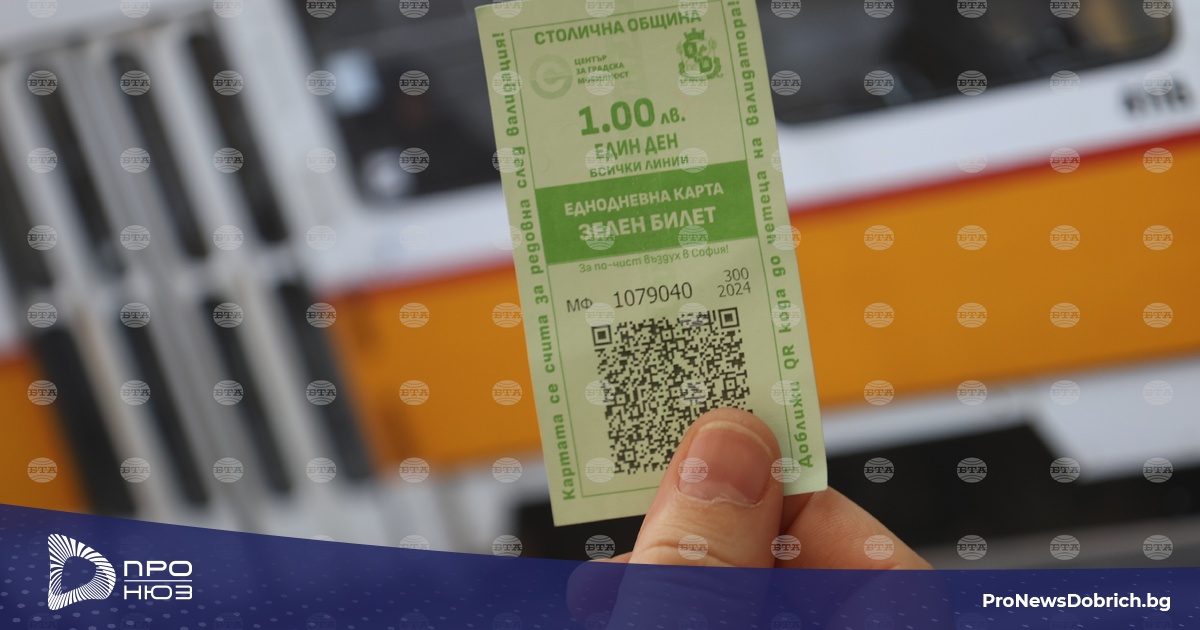 СТОЛИЧНА ОБЩИНА
ЦЕНТЪР
ЗА ГРАДСКА
МОБИЛНОСТ
1.00 лв.
ЕДИН ДЕН
ВСИЧКИ ЛИНИИ
ЕДНОДНЕВНА КАРТА
ЗЕЛЕН БИЛЕТ
За по-чист въздух в София!
МФ 1079040 300
2024
Картата се счита за редовна след валидация!
Доближи QR кода до четеца на валидатора!
БТА
ПРО
НЮЗ
ProNewsDobrich.bg